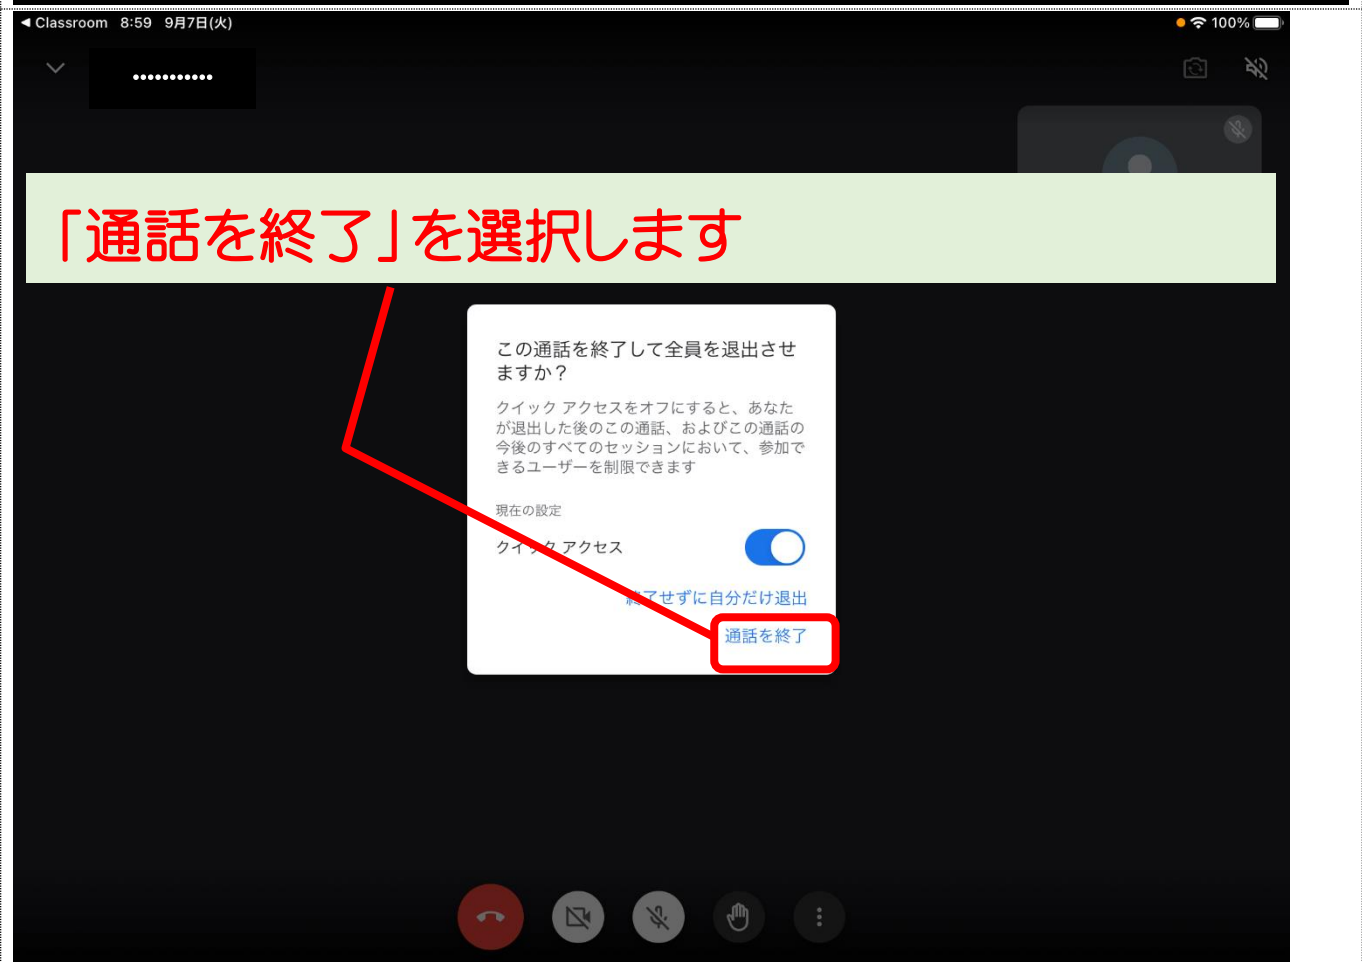 ◀ Classroom 8:59 9月7日(火)
100%
「通話を終了」を選択します
この通話を終了して全員を退出させ
ますか？
クイック アクセスをオフにすると、あなた
が退出した後のこの通話、およびこの通話の
今後のすべてのセッションにおいて、参加で
きるユーザーを制限できます
現在の設定
クイック アクセス
終了せずに自分だけ退出
通話を終了